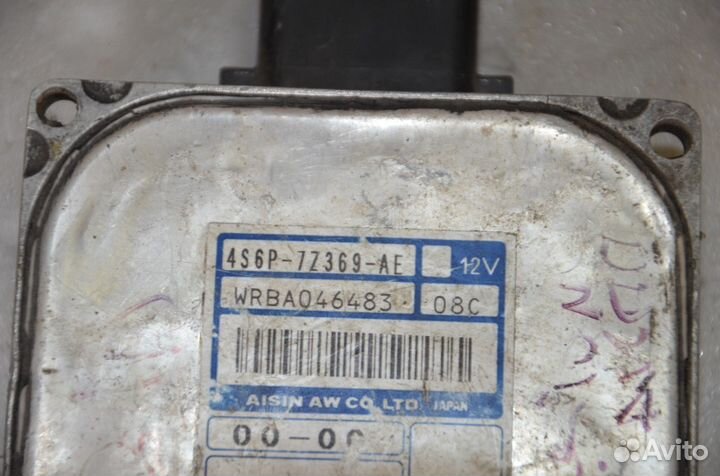 4S6P-7Z369-AE 12V
WRBA046483 08C
AISIN AW CO., LTD. JAPAN
00-00
Avito